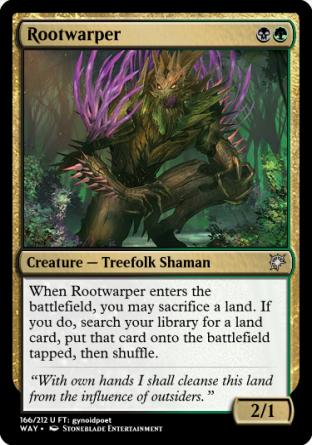 Rootwarper
Creature — Treefolk Shaman
When Rootwarper enters the
battlefield, you may sacrifice a land. If
you do, search your library for a land
card, put that card onto the battlefield
tapped, then shuffle.
“With own hands I shall cleanse this land
from the influence of outsiders.”
2/1
166/212 U FT: gynoidpoet
WAY • Stoneblade Entertainment